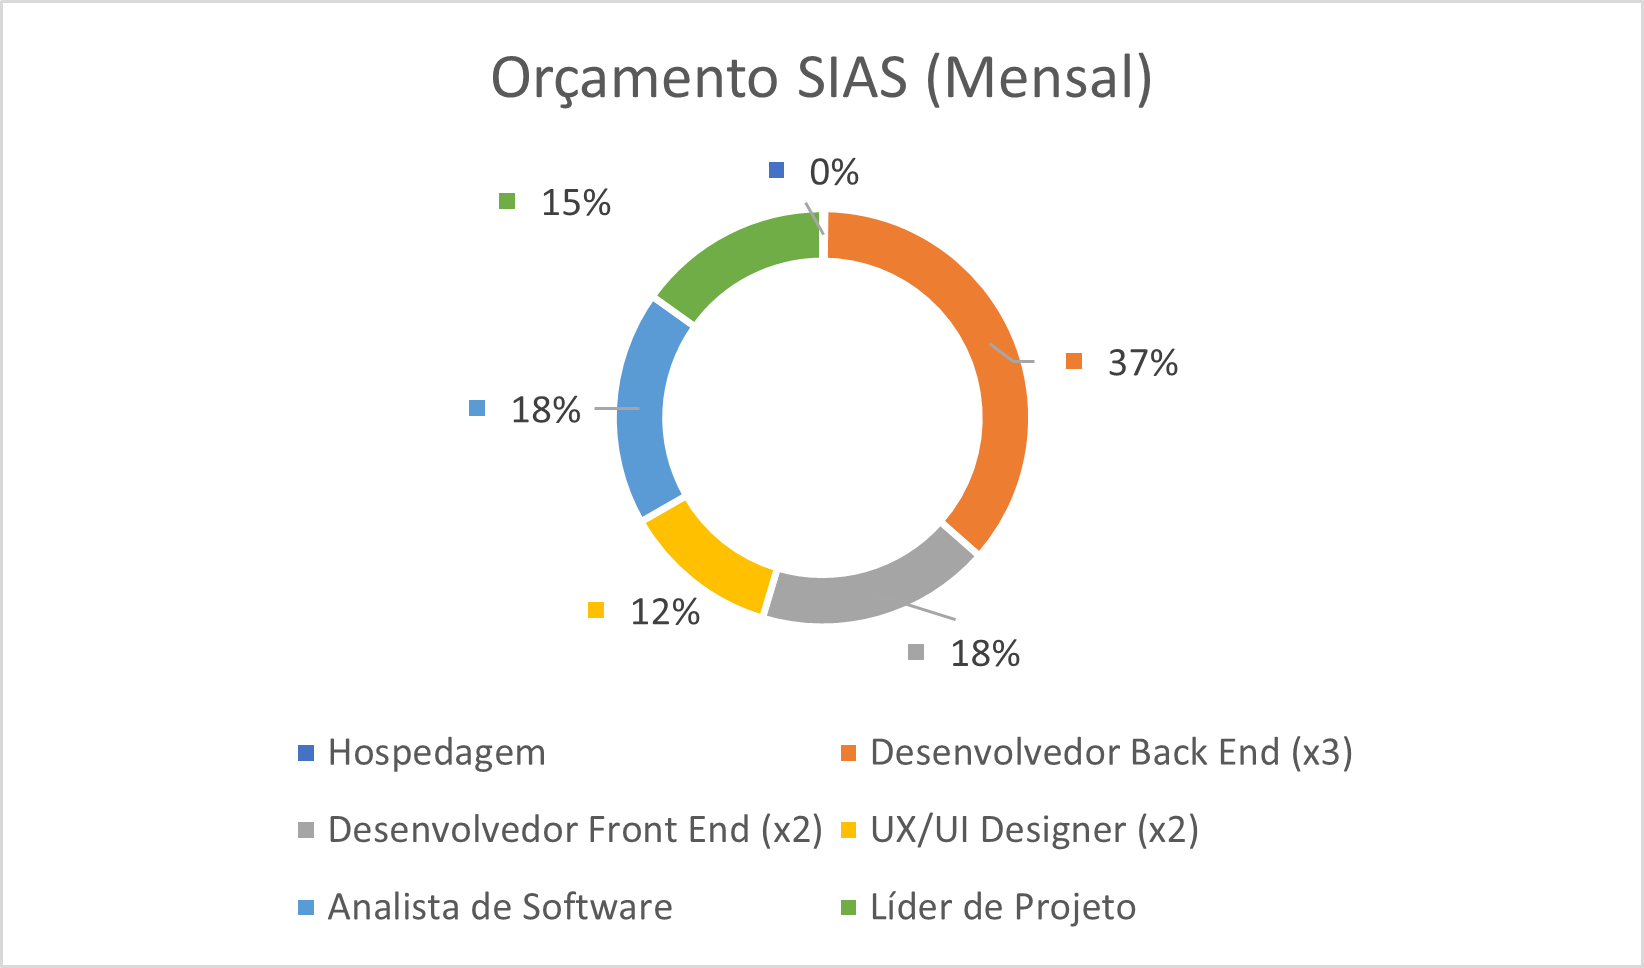 Orçamento SIAS (Mensal)
0%
15%
37%
18%
12%
18%
Hospedagem
Desenvolvedor Back End (x3)
Desenvolvedor Front End (x2)
UX/UI Designer (x2)
Analista de Software
Líder de Projeto